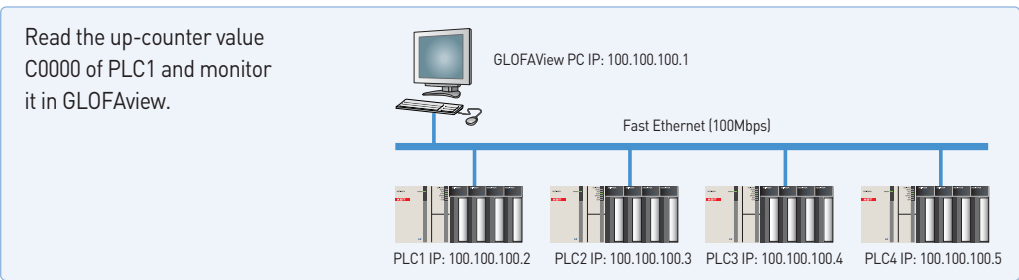 Read the up-counter value
C0000 of PLC1 and monitor
it in GLOFAview.
GLOFAView PC IP: 100.100.100.1
Fast Ethernet (100Mbps)
PLC1 IP: 100.100.100.2
PLC2 IP: 100.100.100.3
PLC3 IP: 100.100.100.4
PLC4 IP: 100.100.100.5